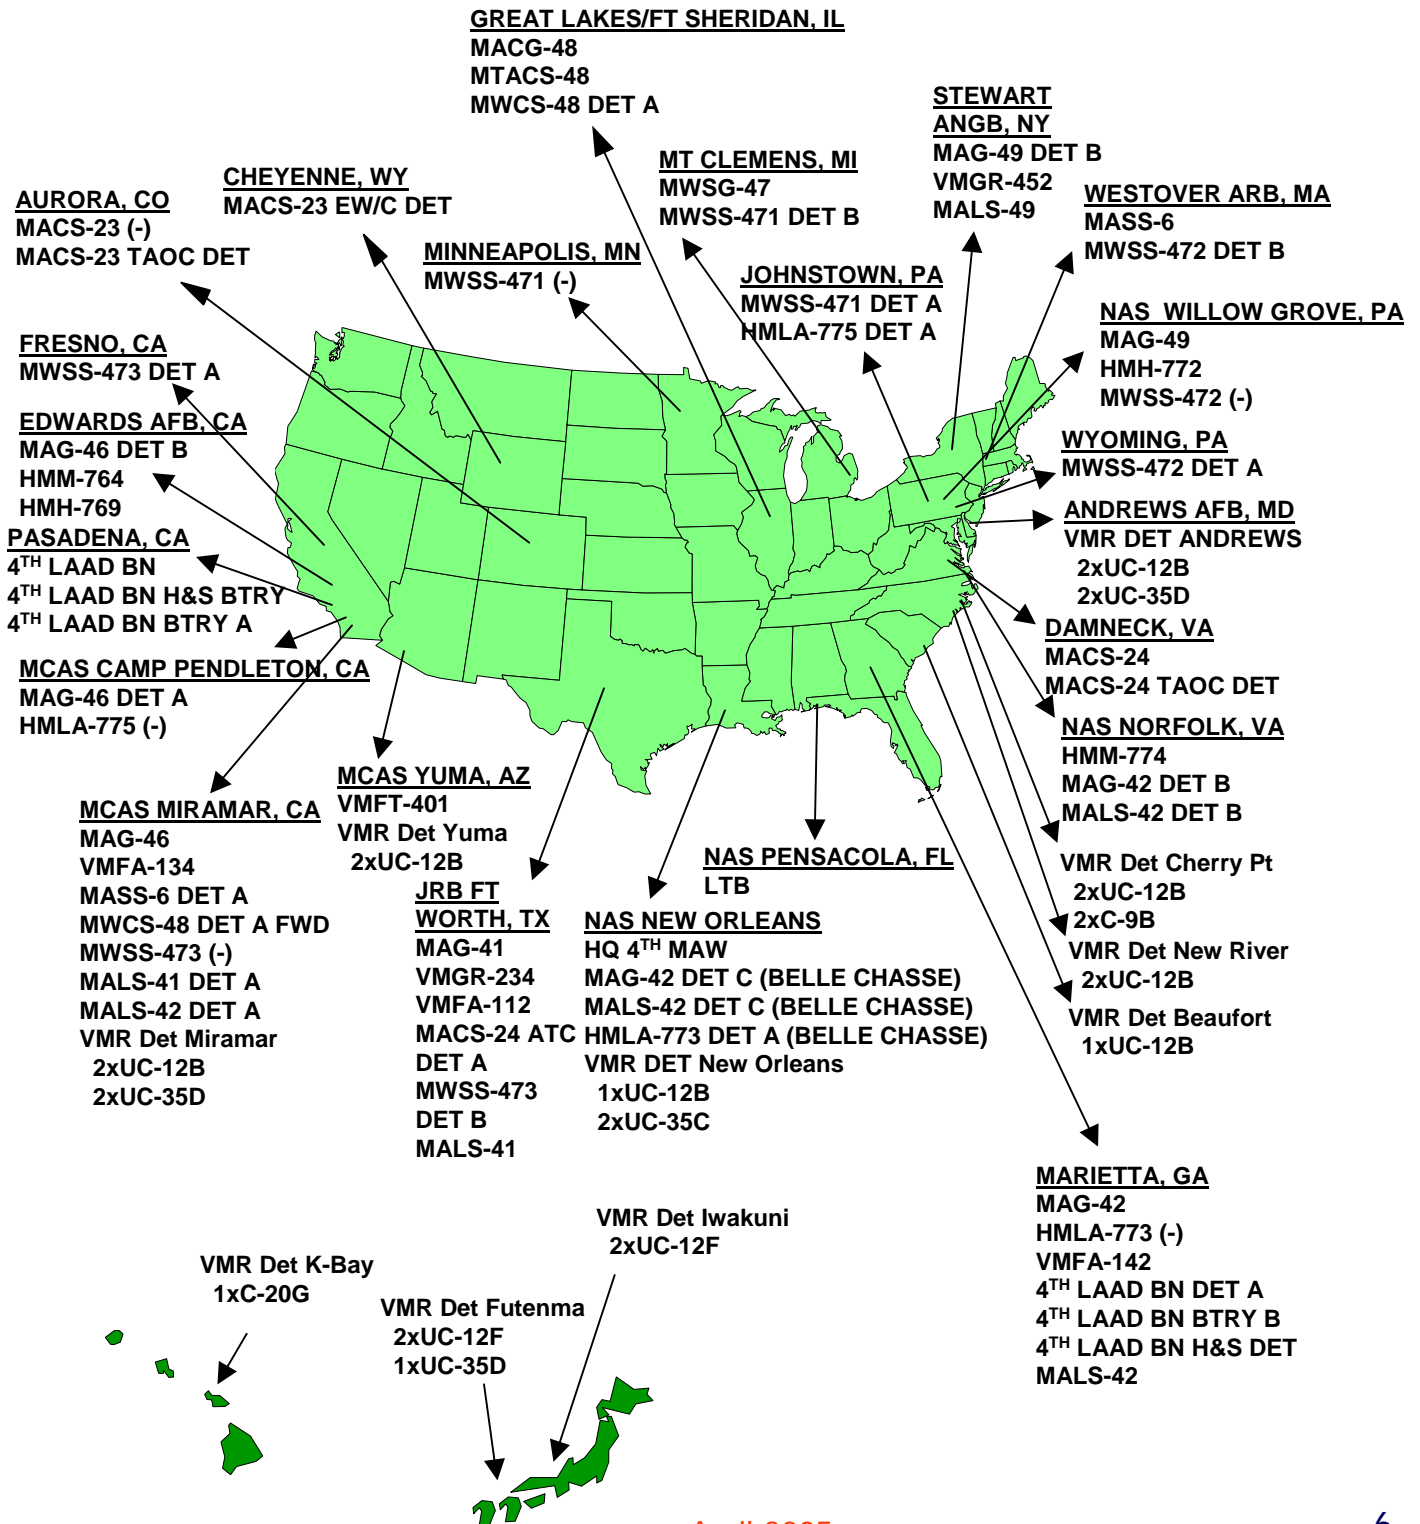 GREAT LAKES/FT SHERIDAN, IL
MACG-48
MTACS-48
MWCS-48 DET A
STEWART
ANGB, NY
MAG-49 DET B
VMGR-452
MALS-49
MT CLEMENS, MI
MWSG-47
MWSS-471 DET B
CHEYENNE, WY
MACS-23 EW/C DET
WESTOVER ARB, MA
MASS-6
MWSS-472 DET B
AURORA, CO
MACS-23 (-)
MACS-23 TAOC DET
MINNEAPOLIS, MN
MWSS-471 (-)
JOHNSTOWN, PA
MWSS-471 DET A
HMLA-775 DET A
NAS WILLOW GROVE, PA
MAG-49
HMH-772
MWSS-472 (-)
FRESNO, CA
MWSS-473 DET A
EDWARDS AFB, CA
MAG-46 DET B
HMM-764
HMH-769
WYOMING, PA
MWSS-472 DET A
ANDREWS AFB, MD
VMR DET ANDREWS
2xUC-12B
2xUC-35D
PASADENA, CA
4TH LAAD BN
4TH LAAD BN H&S BTRY
4TH LAAD BN BTRY A
DAMNECK, VA
MACS-24
MACS-24 TAOC DET
MCAS CAMP PENDLETON, CA
MAG-46 DET A
HMLA-775 (-)
NAS NORFOLK, VA
HMM-774
MAG-42 DET B
MALS-42 DET B
MCAS MIRAMAR, CA
MAG-46
VMFA-134
MASS-6 DET A
MWCS-48 DET A FWD
MWSS-473 (-)
MALS-41 DET A
MALS-42 DET A
VMR Det Miramar
2xUC-12B
2xUC-35D
MCAS YUMA, AZ
VMFT-401
VMR Det Yuma
2xUC-12B
JRB FT
WORTH, TX
MAG-41
VMGR-234
VMFA-112
MACS-24 ATC
DET A
MWSS-473
DET B
MALS-41
NAS PENSACOLA, FL
LTB
NAS NEW ORLEANS
HQ 4TH MAW
MAG-42 DET C (BELLE CHASSE)
MALS-42 DET C (BELLE CHASSE)
HMLA-773 DET A (BELLE CHASSE)
VMR DET New Orleans
1xUC-12B
2xUC-35C
VMR Det Cherry Pt
2xUC-12B
2xC-9B
VMR Det New River
2xUC-12B
VMR Det Beaufort
1xUC-12B
MARIETTA, GA
MAG-42
HMLA-773 (-)
VMFA-142
4TH LAAD BN DET A
4TH LAAD BN BTRY B
4TH LAAD BN H&S DET
MALS-42
VMR Det Iwakuni
2xUC-12F
VMR Det K-Bay
1xC-20G
VMR Det Futenma
2xUC-12F
1xUC-35D